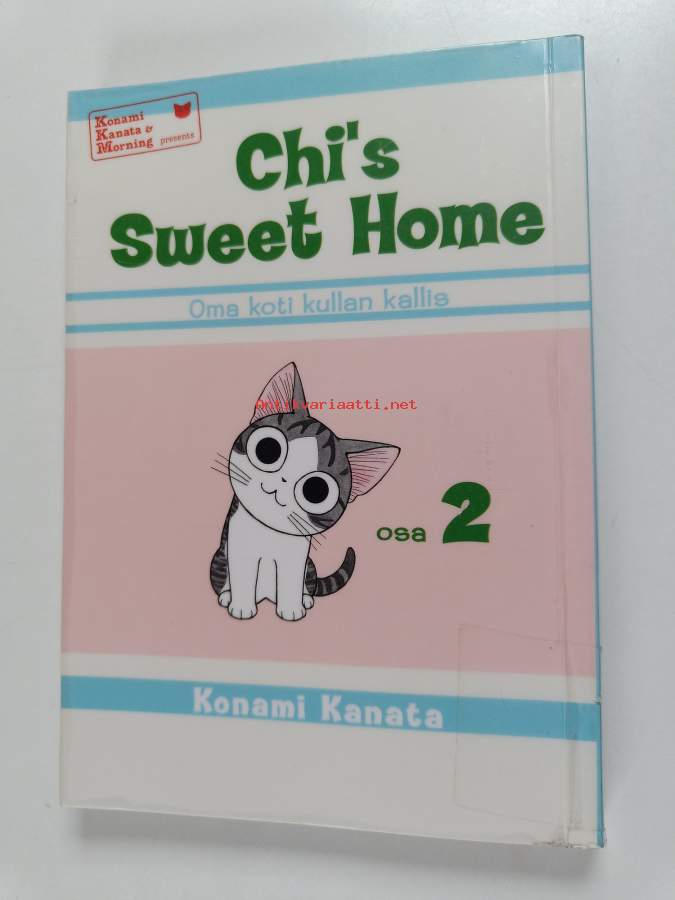 Konami
Kanata &
Morning presents
Chi's
Sweet Home
Oma koti kullan kallis
Antikvariaatti.net
osa 2
Konami Kanata